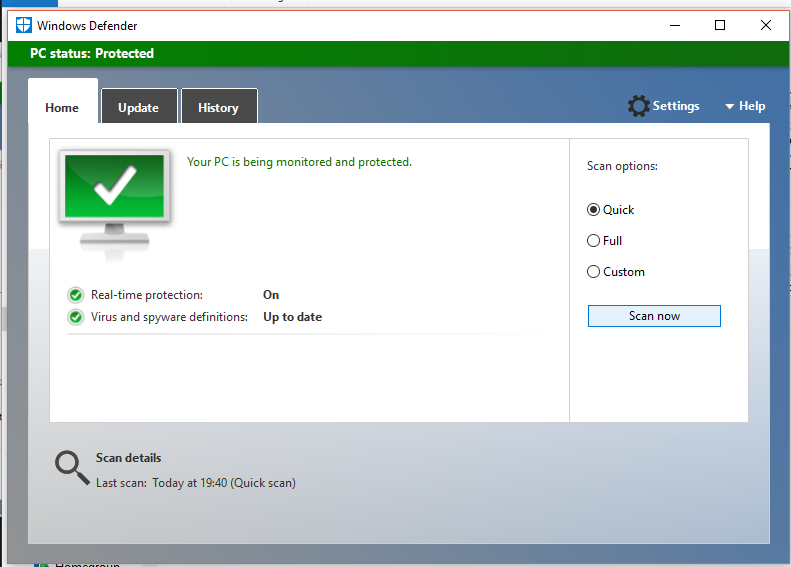 Windows Defender
PC status: Protected
Home
Update
History
Settings
Help
Your PC is being monitored and protected.
Scan options:
Quick
Full
Custom
Scan now
Real-time protection: On
Virus and spyware definitions: Up to date
Scan details
Last scan: Today at 19:40 (Quick scan)
Homegroup